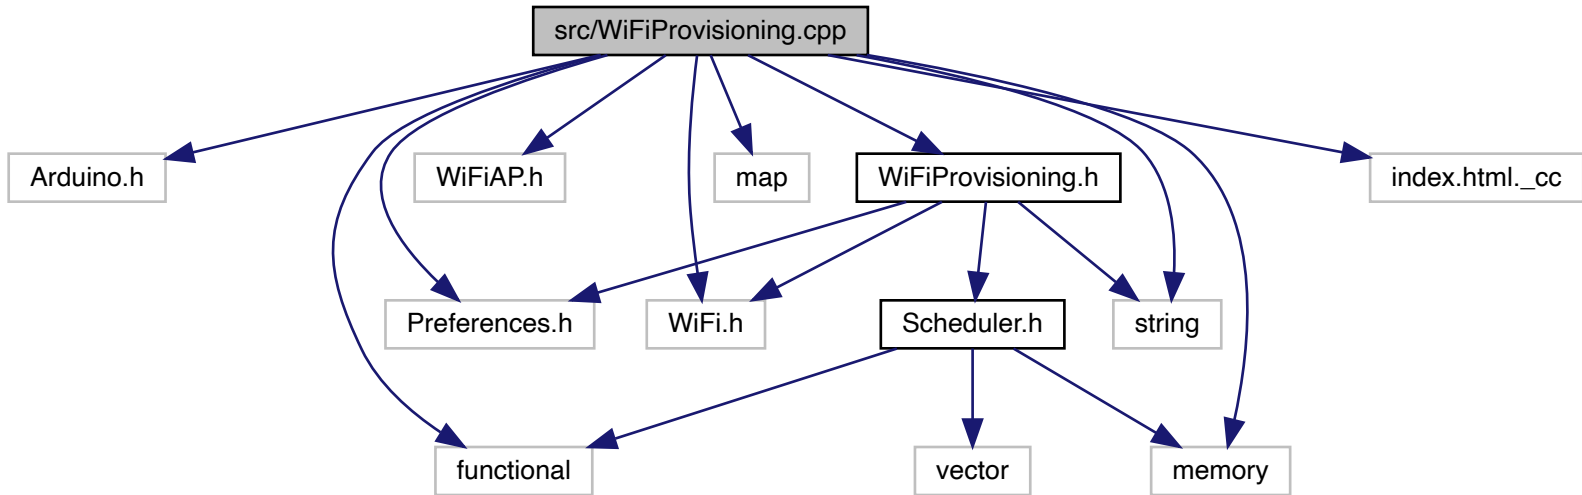 src/WiFiProvisioning.cpp
Arduino.h
WiFiAP.h
map
WiFiProvisioning.h
index.html._cc
Preferences.h
WiFi.h
Scheduler.h
string
functional
vector
memory